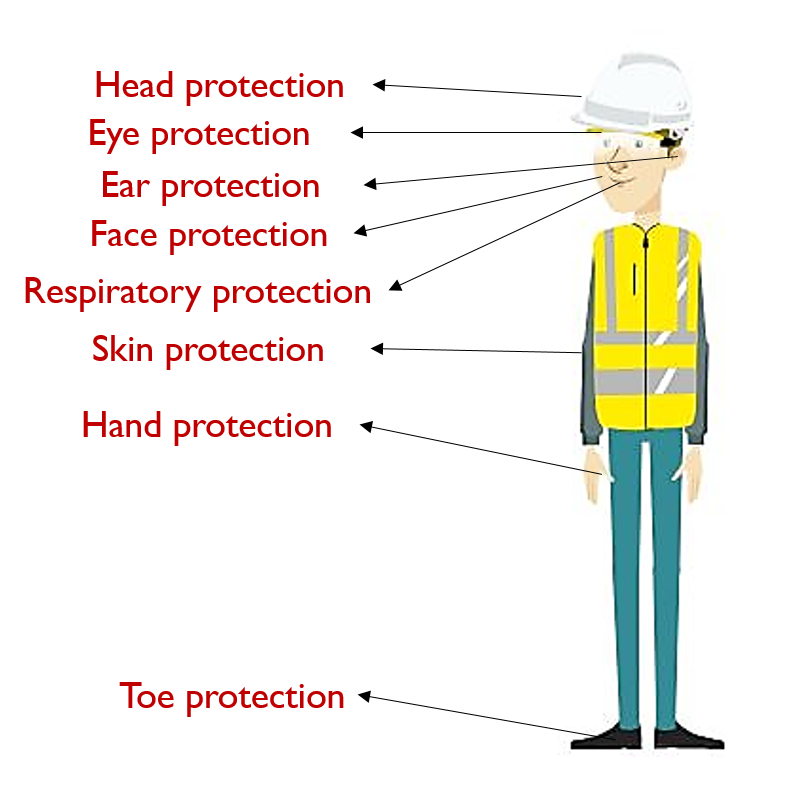 Head protection
Eye protection
Ear protection
Face protection
Respiratory protection
Skin protection
Hand protection
Toe protection